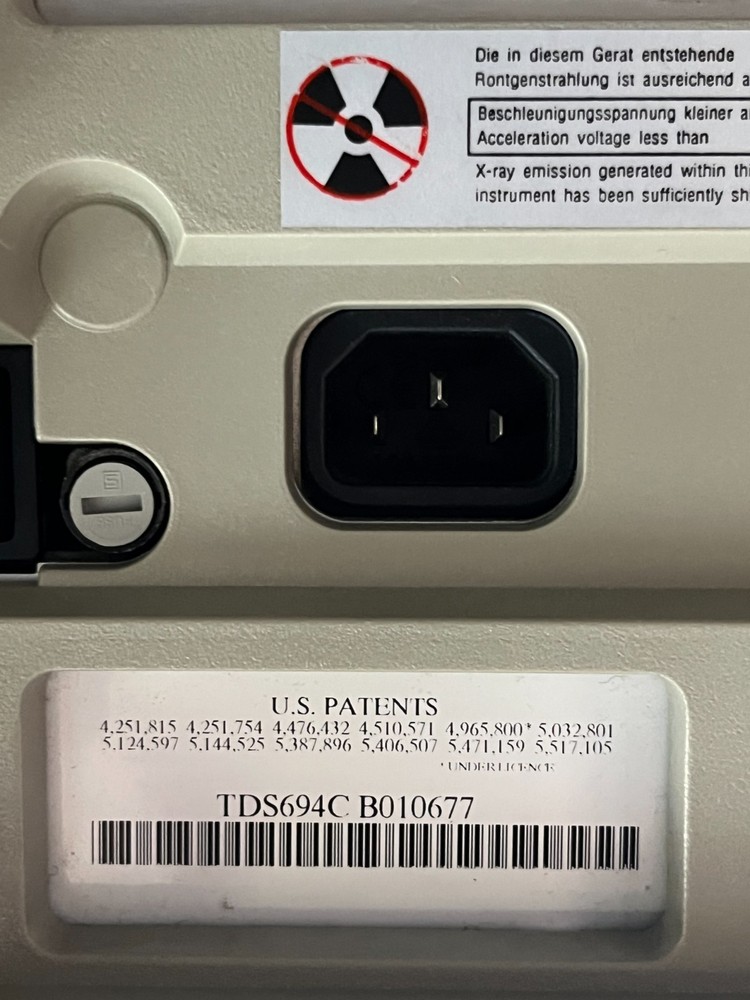 Die in diesem Gerat entstehende
Rontgenstrahlung ist ausreichend
Beschleunigungsspannung kleiner
Acceleration voltage less than
X-ray emission generated within
instrument has been sufficiently
U.S. PATENTS
4,251,815 4,251,754 4,476,432 4,510,571 4,965,800* 5,032,801
5,124,597 5,144,525 5,387,896 5,406,507 5,471,159 5,517,105
* UNDER LICENCE
TDS694C B010677